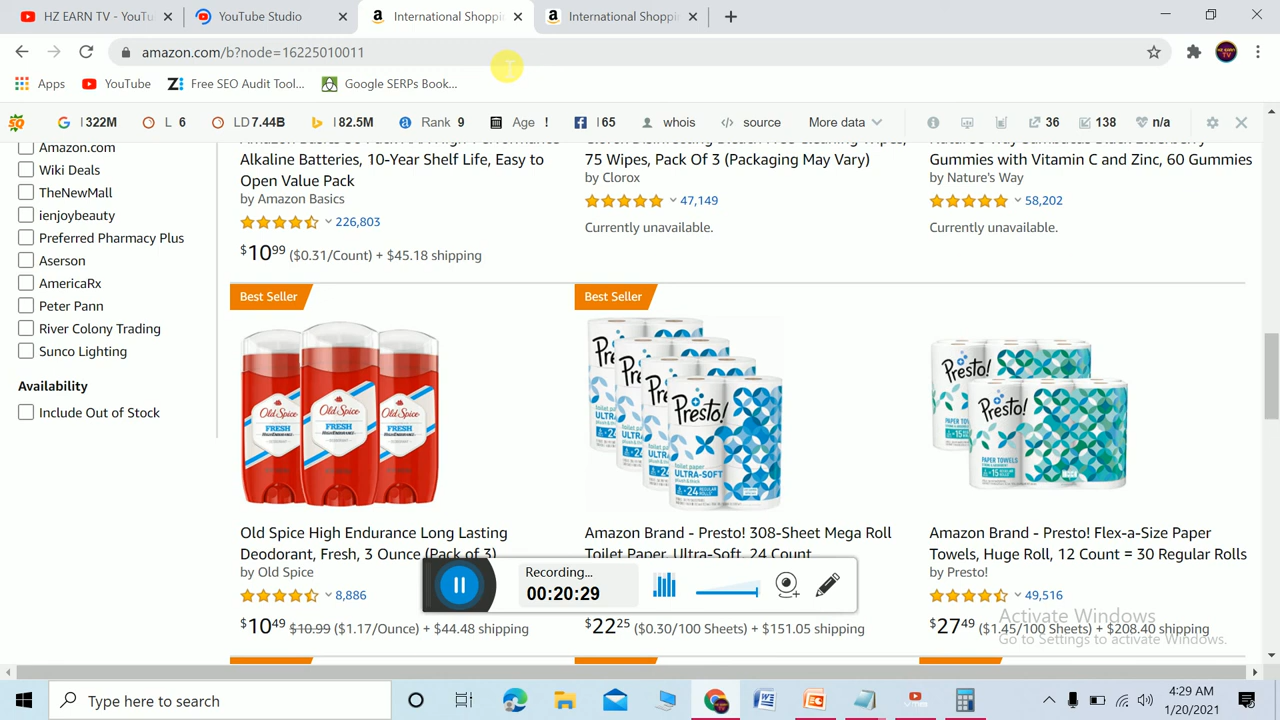 HZ EARN TV - YouTu
YouTube Studio
International Shoppi
International Shoppi
amazon.com/b?node=16225010011
Apps
YouTube
Free SEO Audit Tool...
Google SERPs Book...
I 322M
L 6
LD 7.44B
I 82.5M
Rank 9
Age !
I 65
whois
source
More data
36
138
n/a
Amazon.com
Wiki Deals
TheNewMall
ienjoybeauty
Preferred Pharmacy Plus
Aserson
AmericaRx
Peter Pann
River Colony Trading
Sunco Lighting
Availability
Include Out of Stock
Alkaline Batteries, 10-Year Shelf Life, Easy to
Open Value Pack
by Amazon Basics
226,803
$10.99 ($0.31/Count) + $45.18 shipping
75 Wipes, Pack Of 3 (Packaging May Vary)
by Clorox
47,149
Currently unavailable.
Gummies with Vitamin C and Zinc, 60 Gummies
by Nature's Way
58,202
Currently unavailable.
Best Seller
Old Spice
FRESH
Old Spice High Endurance Long Lasting
Deodorant, Fresh, 3 Ounce (Pack of 3)
by Old Spice
8,886
$10.49 $10.99 ($1.17/Ounce) + $44.48 shipping
Best Seller
Presto!
ULTRA-SOFT
Amazon Brand - Presto! 308-Sheet Mega Roll
Toilet Paper, Ultra-Soft, 24 Count
$22.25 ($0.30/100 Sheets) + $151.05 shipping
Presto!
PAPER TOWELS
Amazon Brand - Presto! Flex-a-Size Paper
Towels, Huge Roll, 12 Count = 30 Regular Rolls
by Presto!
49,516
$27.49 ($1.45/100 Sheets) + $208.40 shipping
Recording...
00:20:29
Activate Windows
Go to Settings to activate Windows.
Type here to search
4:29 AM
1/20/2021